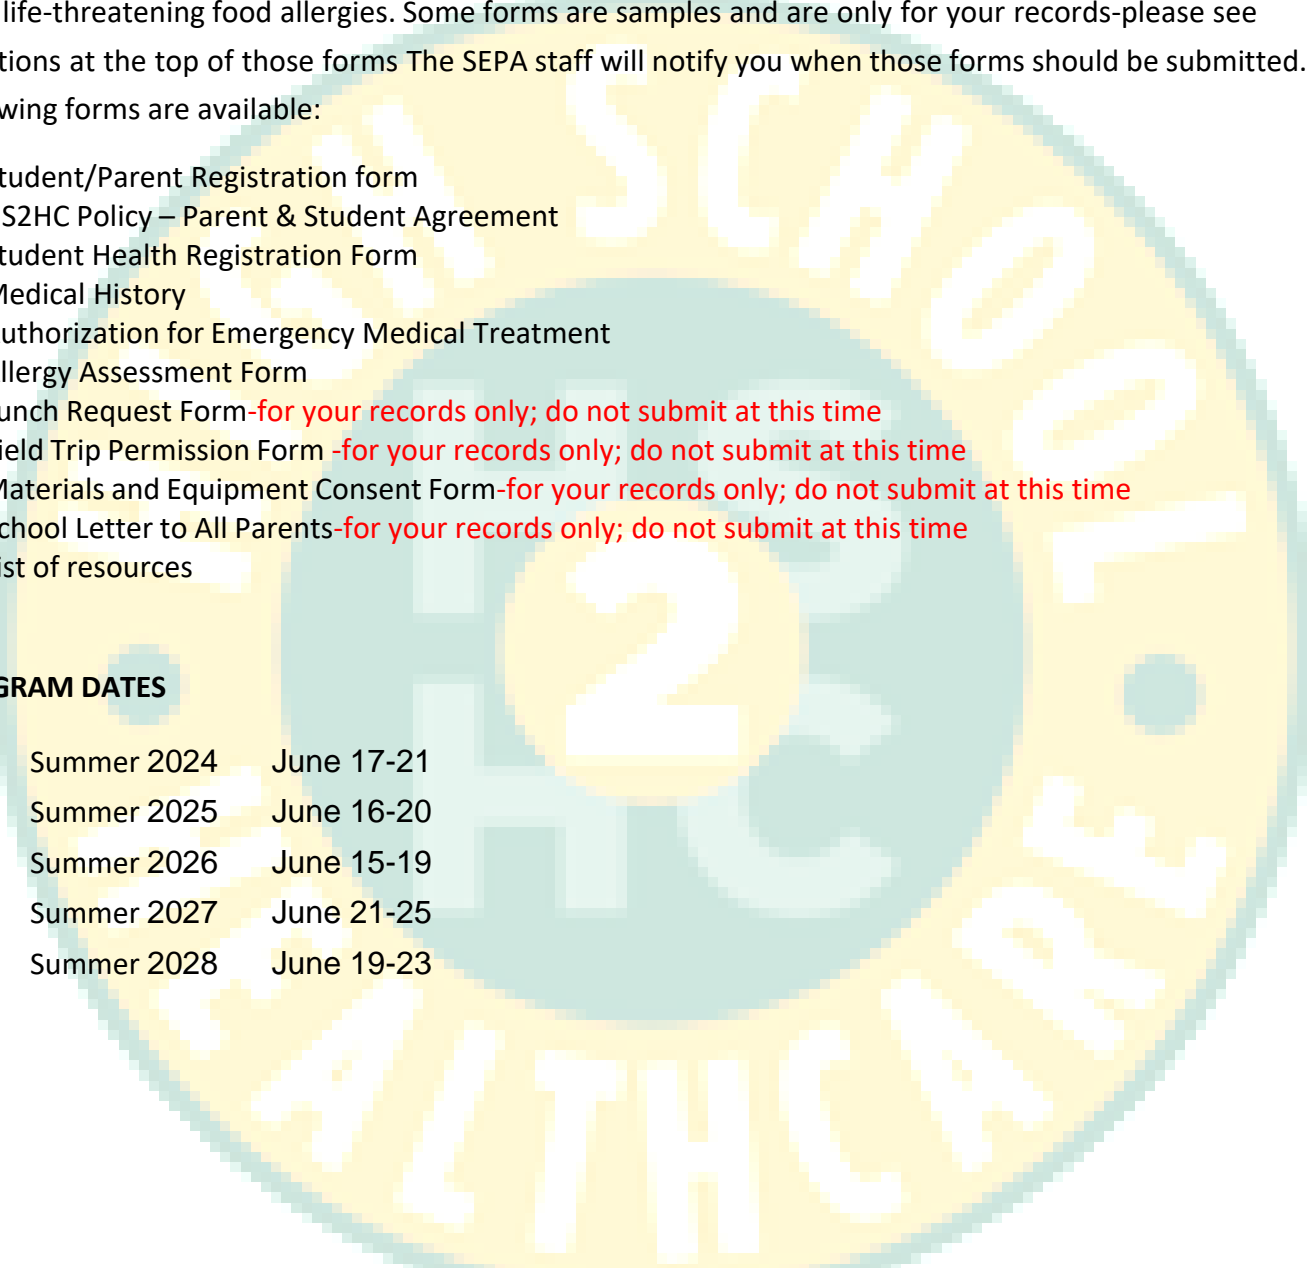 life-threatening food allergies. Some forms are samples and are only for your records-please see
tions at the top of those forms The SEPA staff will notify you when those forms should be submitted.
wing forms are available:
tudent/Parent Registration form
S2HC Policy – Parent & Student Agreement
tudent Health Registration Form
Medical History
uthorization for Emergency Medical Treatment
llergy Assessment Form
unch Request Form-for your records only; do not submit at this time
ield Trip Permission Form -for your records only; do not submit at this time
Materials and Equipment Consent Form-for your records only; do not submit at this time
chool Letter to All Parents-for your records only; do not submit at this time
ist of resources
GRAM DATES
Summer 2024 June 17-21
Summer 2025 June 16-20
Summer 2026 June 15-19
Summer 2027 June 21-25
Summer 2028 June 19-23
HIGH SCHOOL
HS
2
HC
HEALTHCARE